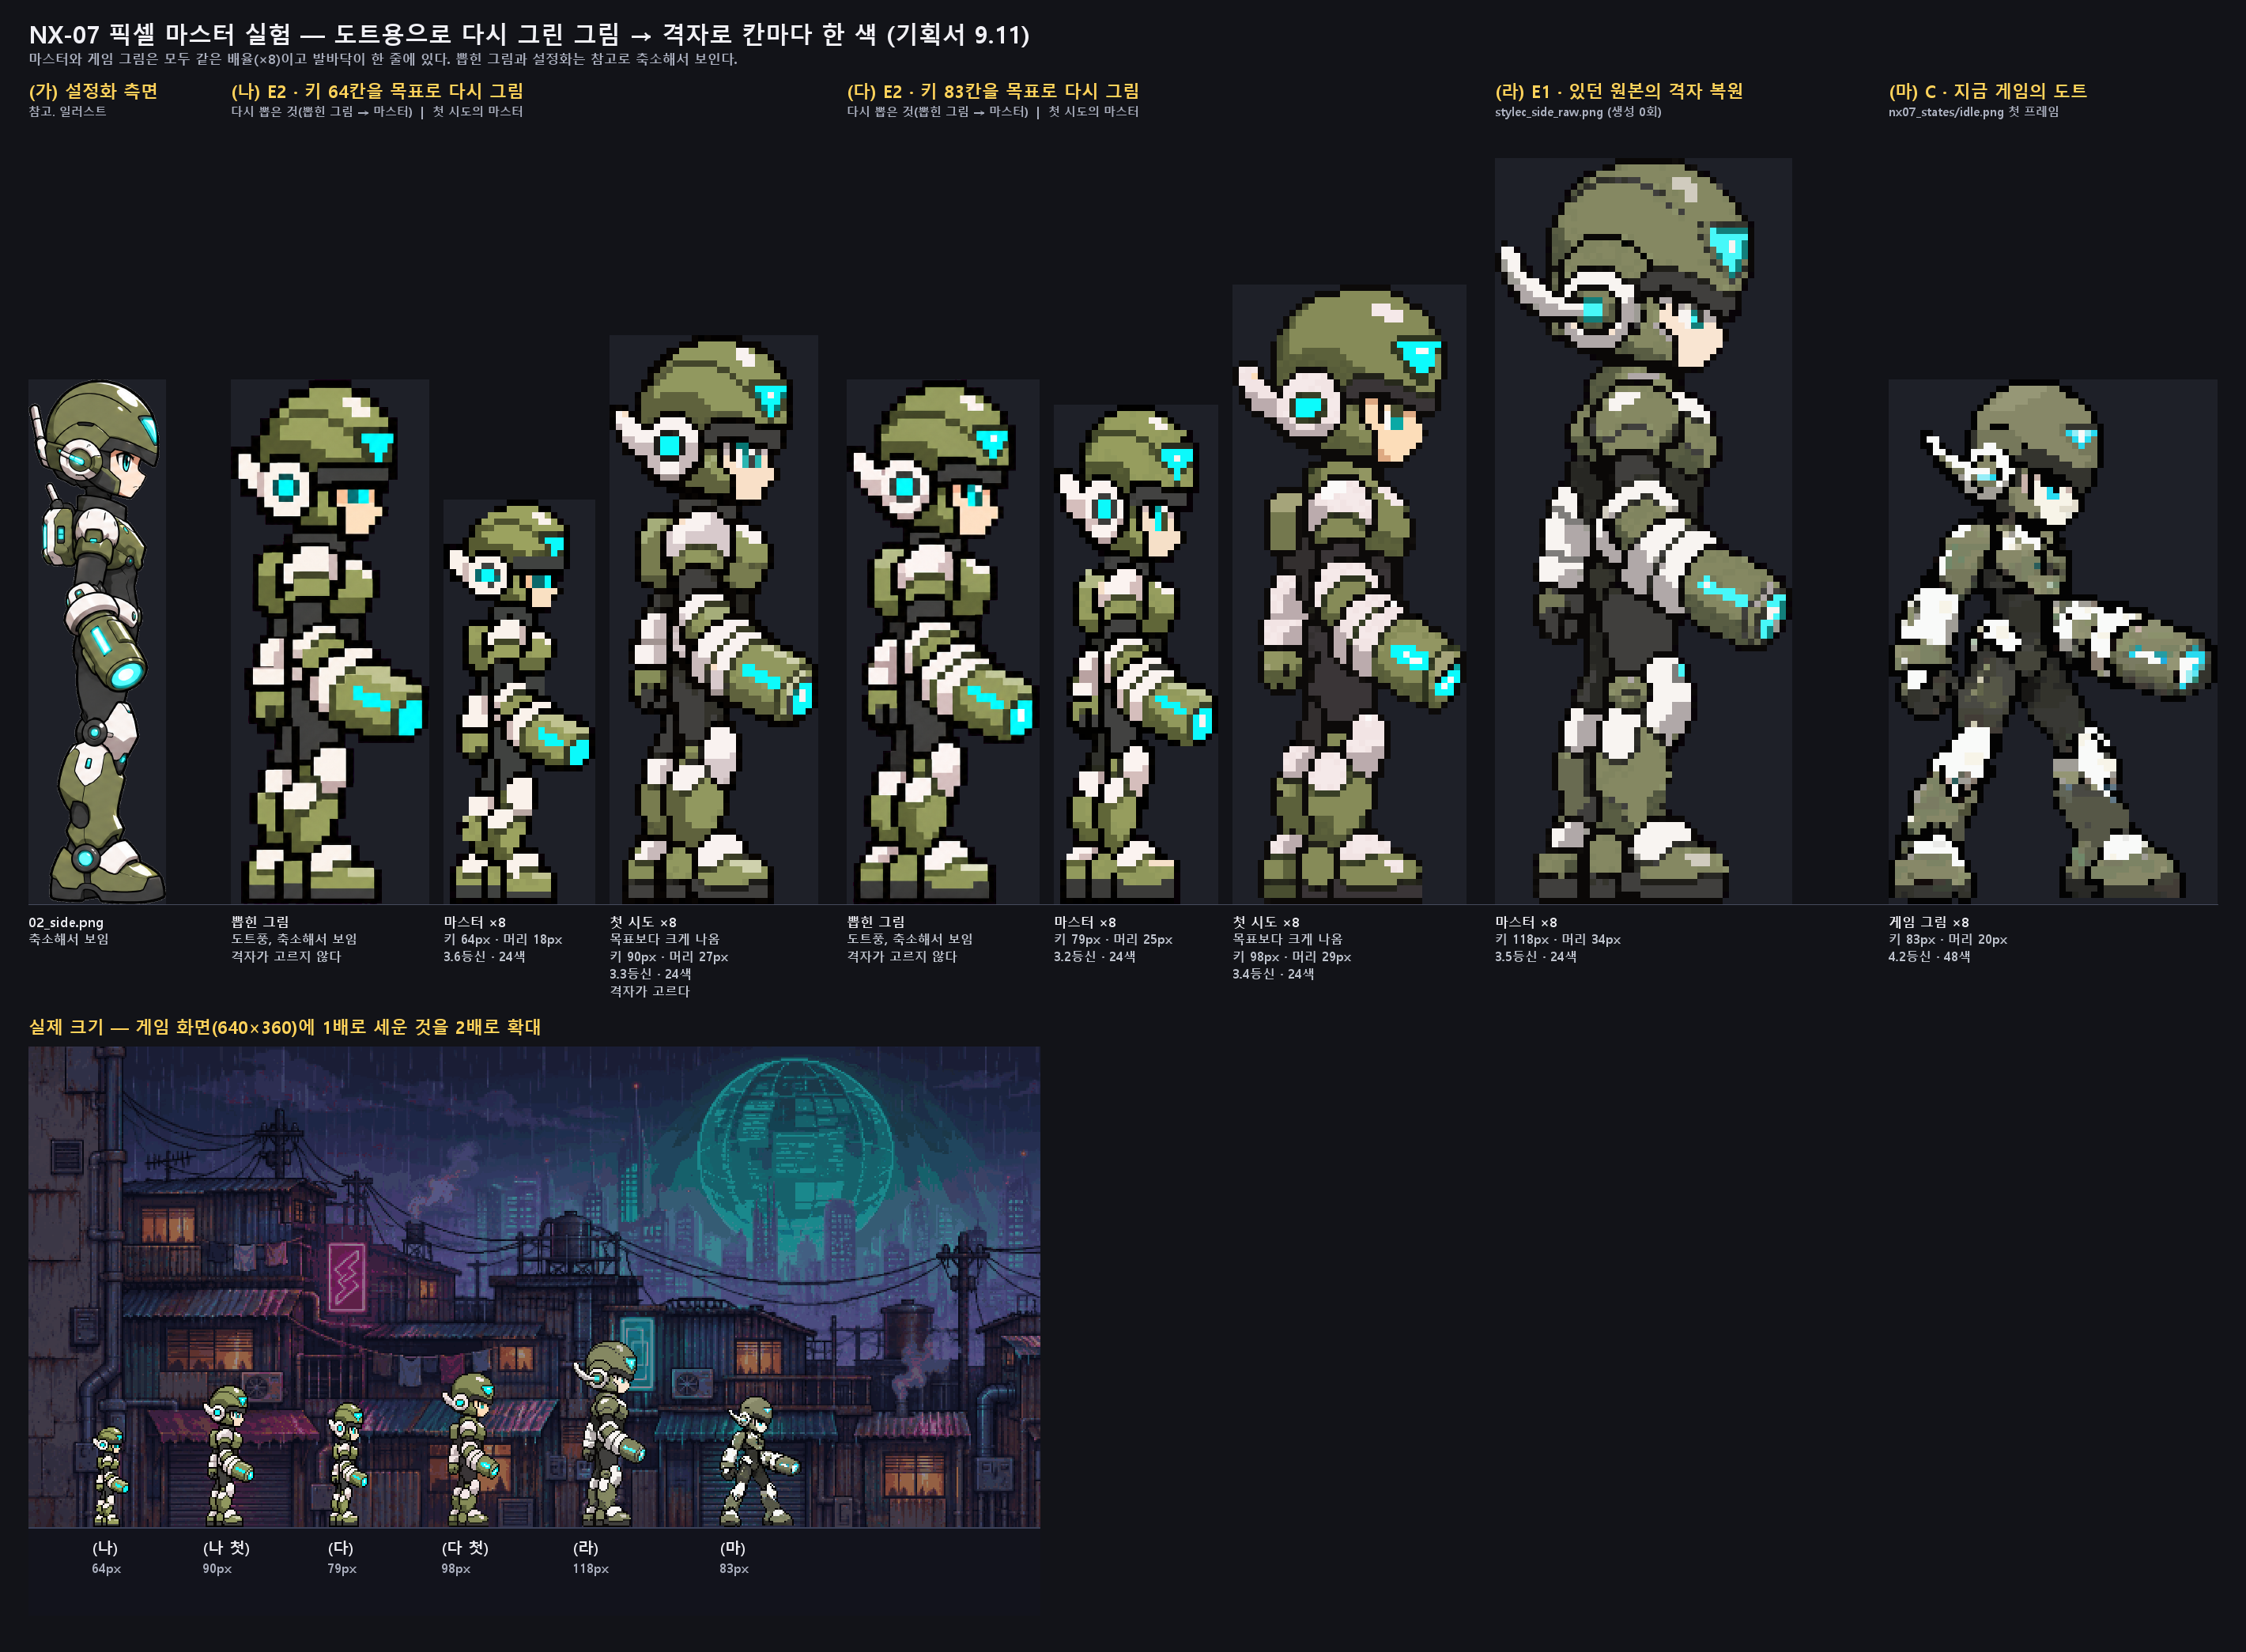 NX-07 픽셀 마스터 실험 — 도트용으로 다시 그린 그림 → 격자로 칸마다 한 색 (기획서 9.11)
마스터와 게임 그림은 모두 같은 배율(×8)이고 발바닥이 한 줄에 있다. 뽑힌 그림과 설정화는 참고로 축소해서 보인다.
(가) 설정화 측면
참고. 일러스트
(나) E2 · 키 64칸을 목표로 다시 그림
다시 뽑은 것(뽑힌 그림 → 마스터) | 첫 시도의 마스터
(다) E2 · 키 83칸을 목표로 다시 그림
다시 뽑은 것(뽑힌 그림 → 마스터) | 첫 시도의 마스터
(라) E1 · 있던 원본의 격자 복원
stylec_side_raw.png (생성 0회)
(마) C · 지금 게임의 도트
nx07_states/idle.png 첫 프레임
02_side.png
축소해서 보임
뽑힌 그림
도트풍, 축소해서 보임
격자가 고르지 않다
마스터 ×8
키 64px · 머리 18px
3.6등신 · 24색
첫 시도 ×8
목표보다 크게 나옴
키 90px · 머리 27px
3.3등신 · 24색
격자가 고르다
뽑힌 그림
도트풍, 축소해서 보임
격자가 고르지 않다
마스터 ×8
키 79px · 머리 25px
3.2등신 · 24색
첫 시도 ×8
목표보다 크게 나옴
키 98px · 머리 29px
3.4등신 · 24색
마스터 ×8
키 118px · 머리 34px
3.5등신 · 24색
게임 그림 ×8
키 83px · 머리 20px
4.2등신 · 48색
실제 크기 — 게임 화면(640×360)에 1배로 세운 것을 2배로 확대
(나)
64px
(나 첫)
90px
(다)
79px
(다 첫)
98px
(라)
118px
(마)
83px